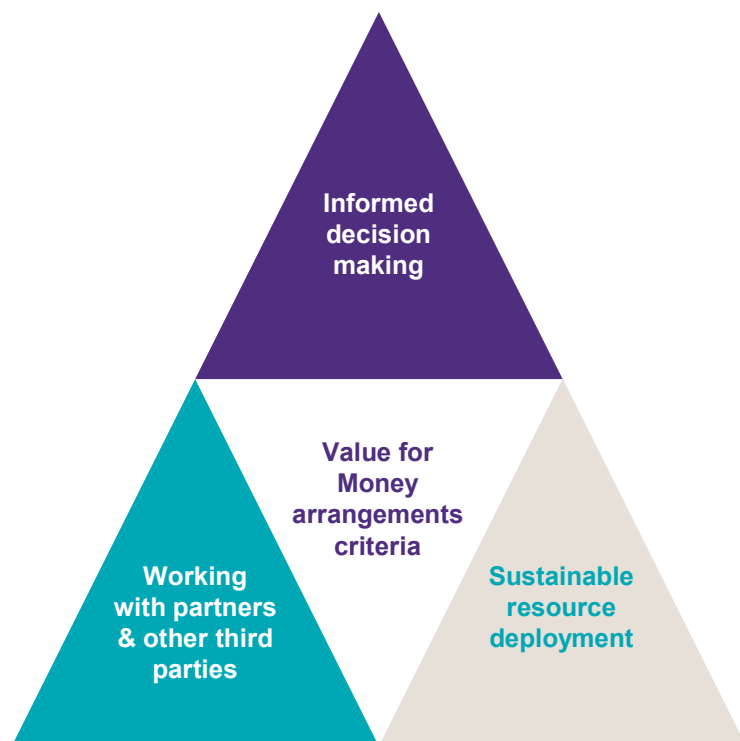 Informed
decision
making
Value for
Money
arrangements
criteria
Working
with partners
& other third
parties
Sustainable
resource
deployment